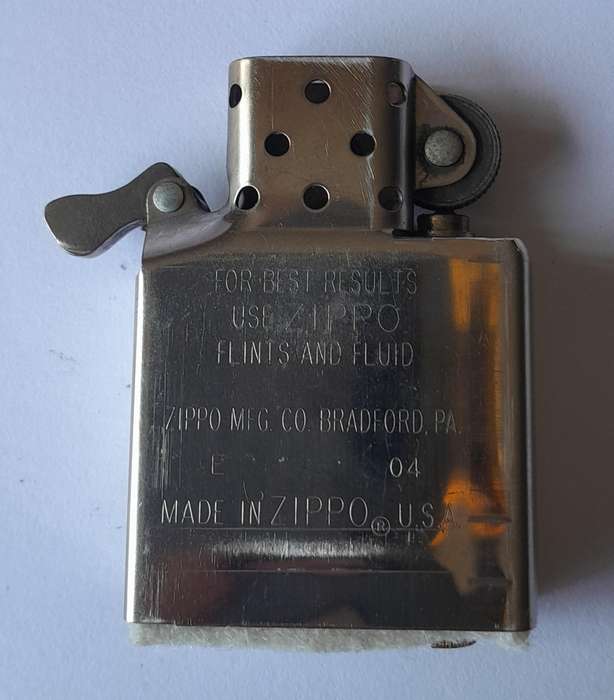 FOR BEST RESULTS
USE ZIPPO
FLINTS AND FLUID
ZIPPO MFG. CO. BRADFORD, PA.
E 04
MADE IN ZIPPO® U.S.A.